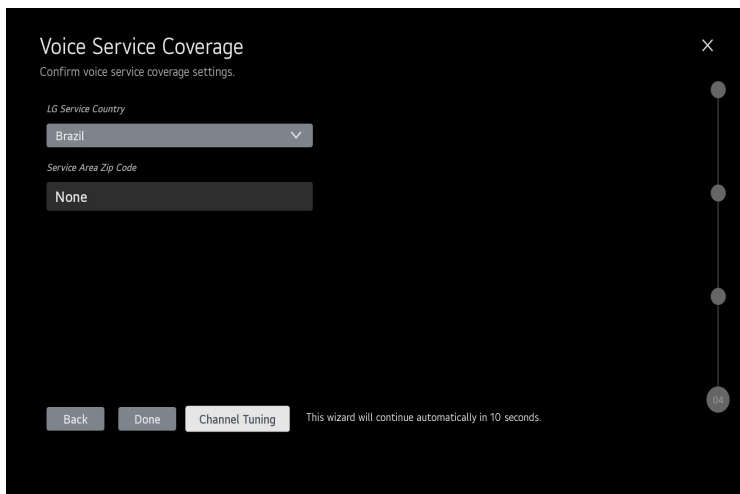 Voice Service Coverage
Confirm voice service coverage settings.
LG Service Country
Brazil
Service Area Zip Code
None
04
Back
Done
Channel Tuning
This wizard will continue automatically in 10 seconds.